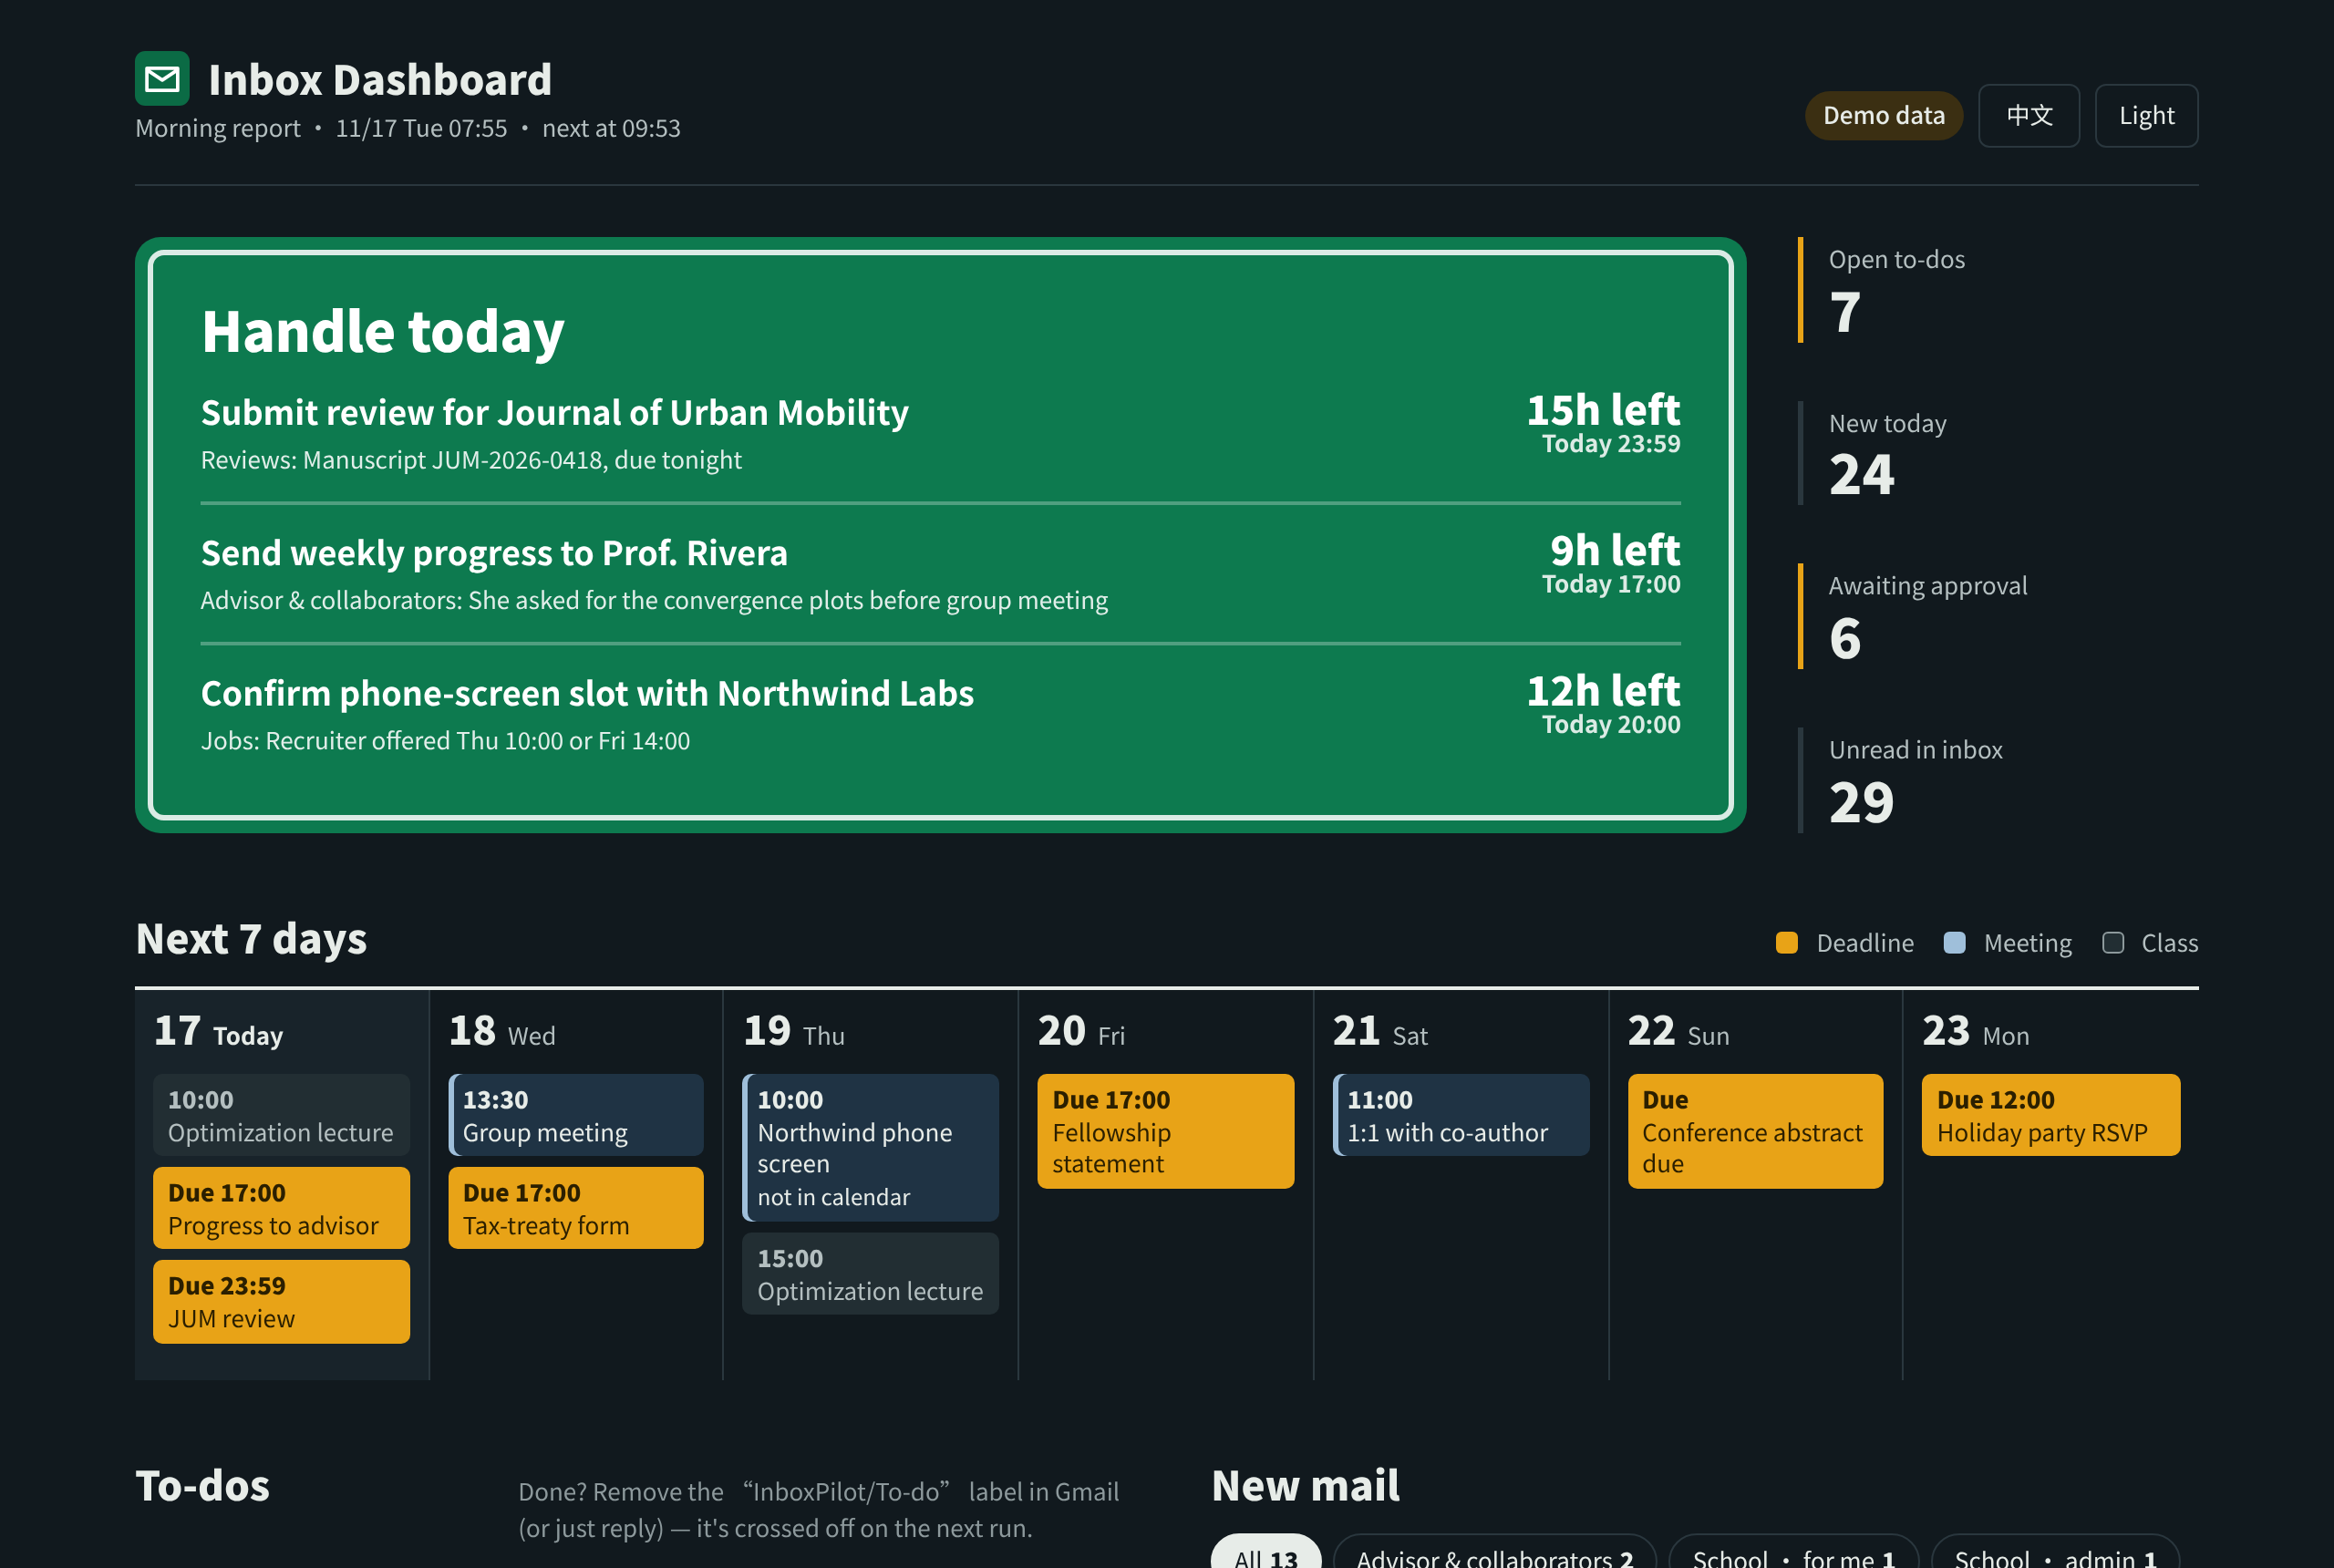 Inbox Dashboard
Morning report • 11/17 Tue 07:55 • next at 09:53
Demo data
中文
Light
Handle today
Submit review for Journal of Urban Mobility
15h left
Reviews: Manuscript JUM-2026-0418, due tonight
Today 23:59
Send weekly progress to Prof. Rivera
9h left
Advisor & collaborators: She asked for the convergence plots before group meeting
Today 17:00
Confirm phone-screen slot with Northwind Labs
12h left
Jobs: Recruiter offered Thu 10:00 or Fri 14:00
Today 20:00
Open to-dos
7
New today
24
Awaiting approval
6
Unread in inbox
29
Next 7 days
Deadline
Meeting
Class
17 Today
10:00
Optimization lecture
Due 17:00
Progress to advisor
Due 23:59
JUM review
18 Wed
13:30
Group meeting
Due 17:00
Tax-treaty form
19 Thu
10:00
Northwind phone
screen
not in calendar
15:00
Optimization lecture
20 Fri
Due 17:00
Fellowship
statement
21 Sat
11:00
1:1 with co-author
22 Sun
Due
Conference abstract
due
23 Mon
Due 12:00
Holiday party RSVP
To-dos
Done? Remove the “InboxPilot/To-do” label in Gmail
(or just reply) — it's crossed off on the next run.
New mail
All 13
Advisor & collaborators 2
School • for me 1
School • admin 1